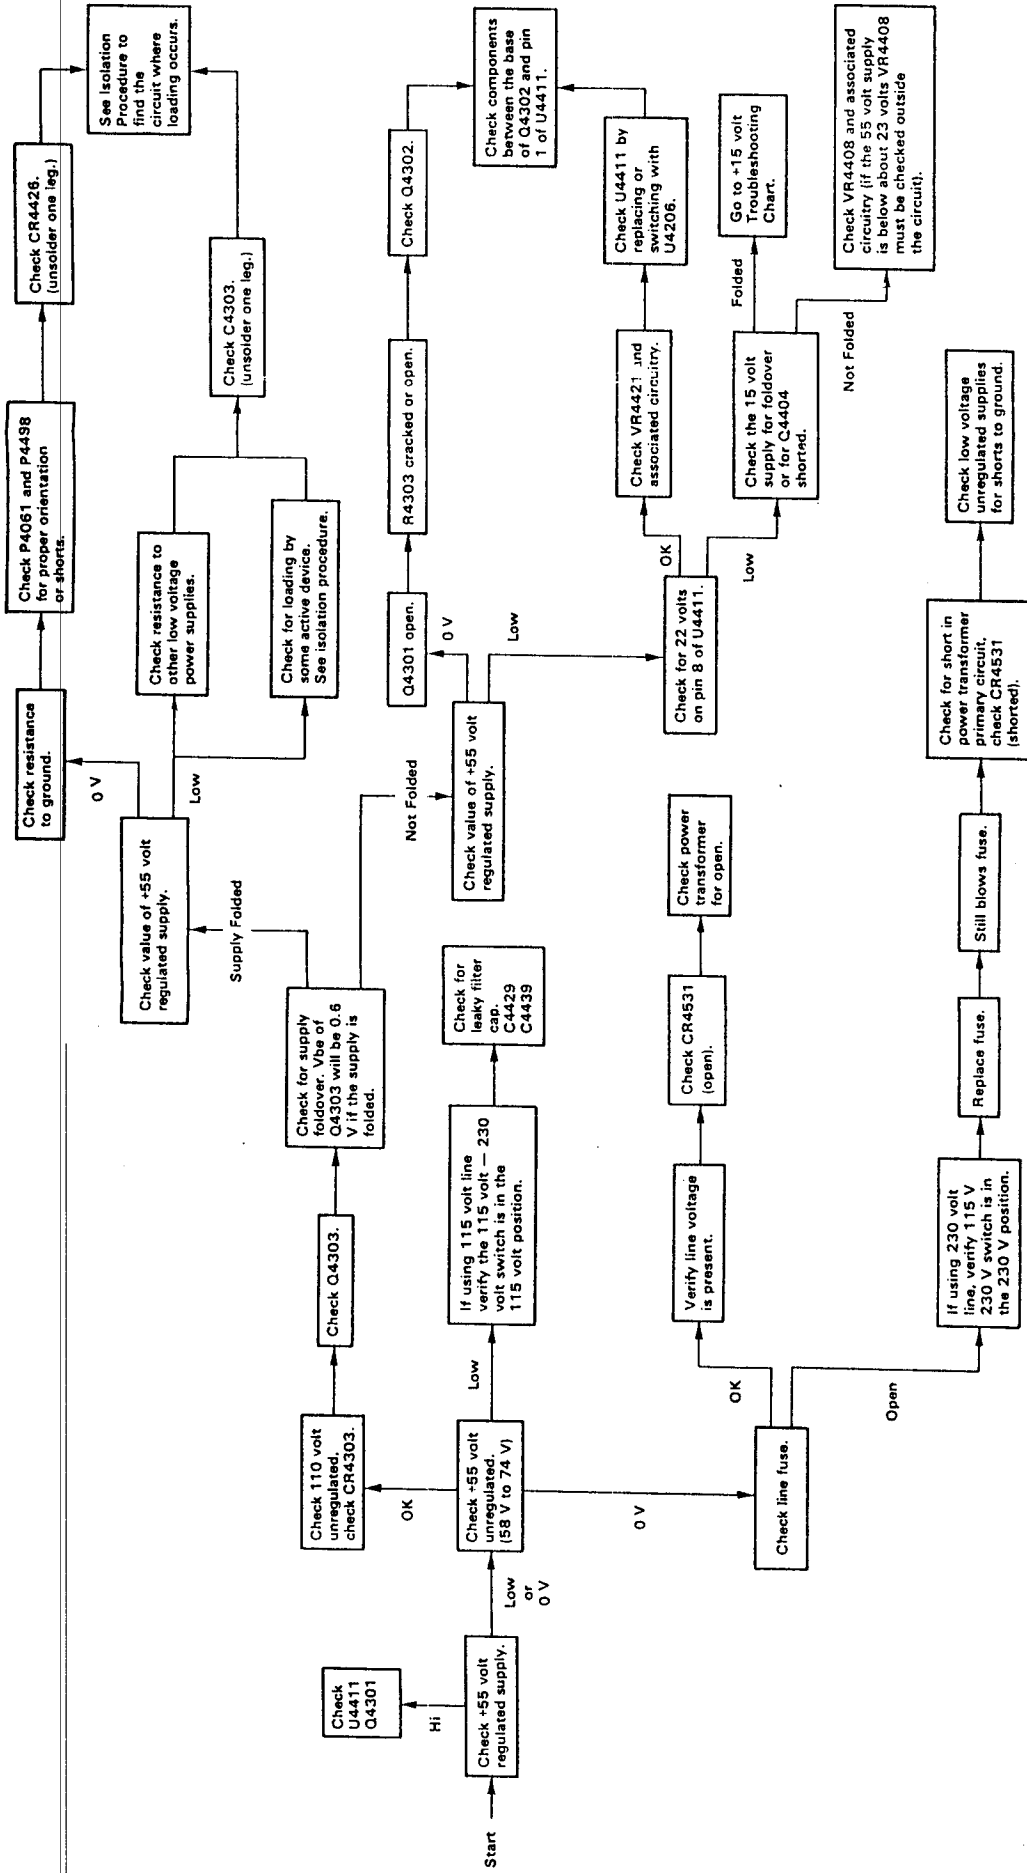 Start
Check +55 volt
regulated supply.
Hi
Check
U4411
Q4301
Low
or
0 V
Check +55 volt
unregulated.
(58 V to 74 V)
OK
Check 110 volt
unregulated,
check CR4303.
Check Q4303.
Check for supply
foldover. Vbe of
Q4303 will be 0.6
V if the supply is
folded.
Supply Folded
Check value of +55 volt
regulated supply.
0 V
Check resistance
to ground.
Check P4061 and P4498
for proper orientation
or shorts.
Check CR4426.
(unsolder one leg.)
See Isolation
Procedure to
find the
circuit where
loading occurs.
Low
Check resistance to
other low voltage
power supplies.
Check for loading by
some active device.
See isolation procedure.
Check C4303.
(unsolder one leg.)
Not Folded
Check value of +55 volt
regulated supply.
0 V
Q4301 open.
R4303 cracked or open.
Check Q4302.
Check components
between the base
of Q4302 and pin
1 of U4411.
Low
Check for 22 volts
on pin 8 of U4411.
OK
Check VR4421 and
associated circuitry.
Check U4411 by
replacing or
switching with
U4206.
Low
Check the 15 volt
supply for foldover
or for Q4404
shorted.
Folded
Go to +15 volt
Troubleshooting
Chart.
Not Folded
Check VR4408 and associated
circuitry (if the 55 volt supply
is below about 23 volts VR4408
must be checked outside
the circuit).
Low
If using 115 volt line
verify the 115 volt — 230
volt switch is in the
115 volt position.
Check for
leaky filter
cap.
C4429
C4439
0 V
Check line fuse.
OK
Verify line voltage
is present.
Check CR4531
(open).
Check power
transformer
for open.
Open
If using 230 volt
line, verify 115 V
230 V switch is in
the 230 V position.
Replace fuse.
Still blows fuse.
Check for short in
power transformer
primary circuit,
check CR4531
(shorted).
Check low voltage
unregulated supplies
for shorts to ground.